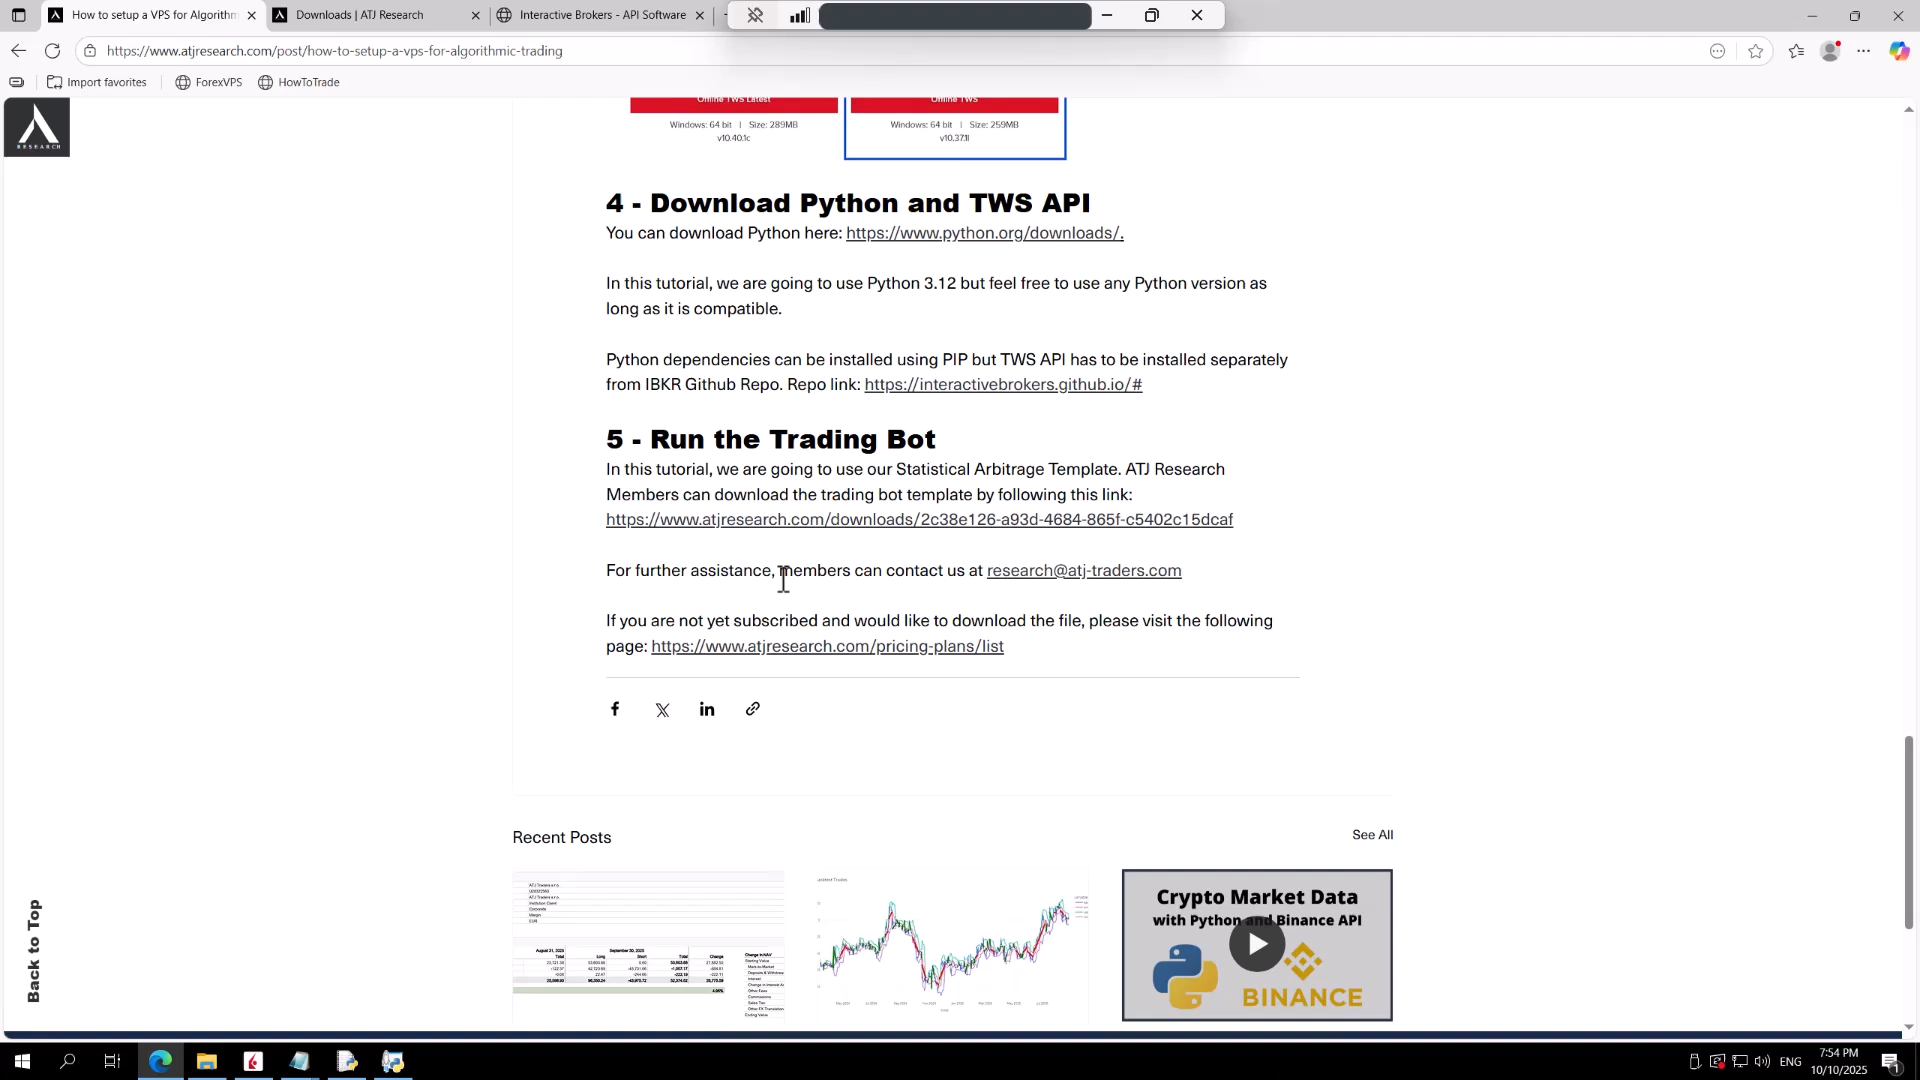 How to setup a VPS for Algorithm
Downloads | ATJ Research
Interactive Brokers - API Software
https://www.atjresearch.com/post/how-to-setup-a-vps-for-algorithmic-trading
Import favorites
ForexVPS
HowToTrade
RESEARCH
Offline TWS Latest
Offline TWS
Windows: 64 bit | Size: 289MB
Windows: 64 bit | Size: 259MB
v10.40.1c
v10.37.1l
4 - Download Python and TWS API
You can download Python here: https://www.python.org/downloads/.
In this tutorial, we are going to use Python 3.12 but feel free to use any Python version as
long as it is compatible.
Python dependencies can be installed using PIP but TWS API has to be installed separately
from IBKR Github Repo. Repo link: https://interactivebrokers.github.io/#
5 - Run the Trading Bot
In this tutorial, we are going to use our Statistical Arbitrage Template. ATJ Research
Members can download the trading bot template by following this link:
https://www.atjresearch.com/downloads/2c38e126-a93d-4684-865f-c5402c15dcaf
For further assistance, members can contact us at research@atj-traders.com
If you are not yet subscribed and would like to download the file, please visit the following
page: https://www.atjresearch.com/pricing-plans/list
Recent Posts
See All
Crypto Market Data
with Python and Binance API
BINANCE
Back to Top
ENG
7:54 PM
10/10/2025
1